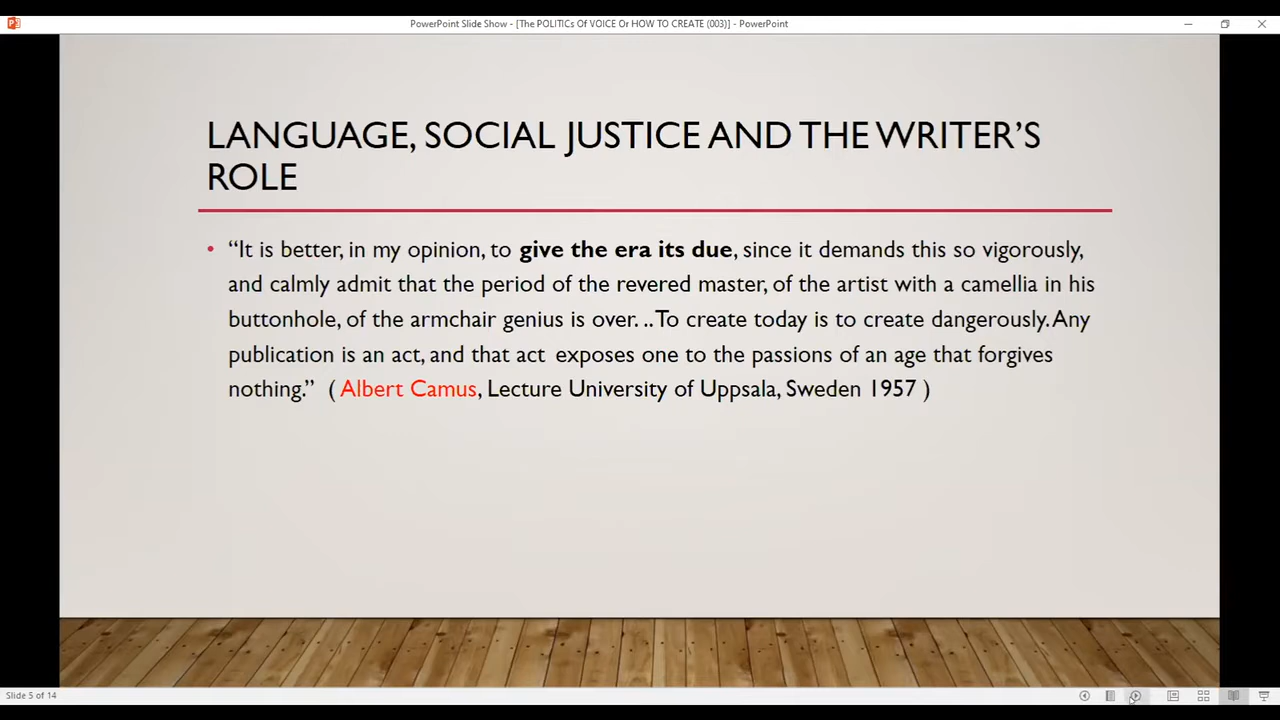 PowerPoint Slide Show - [The POLITICs Of VOICE Or HOW TO CREATE (003)] - PowerPoint
LANGUAGE, SOCIAL JUSTICE AND THE WRITER’S
ROLE
• “It is better, in my opinion, to give the era its due, since it demands this so vigorously,
and calmly admit that the period of the revered master, of the artist with a camellia in his
buttonhole, of the armchair genius is over. ..To create today is to create dangerously. Any
publication is an act, and that act exposes one to the passions of an age that forgives
nothing.” ( Albert Camus, Lecture University of Uppsala, Sweden 1957 )
Slide 5 of 14